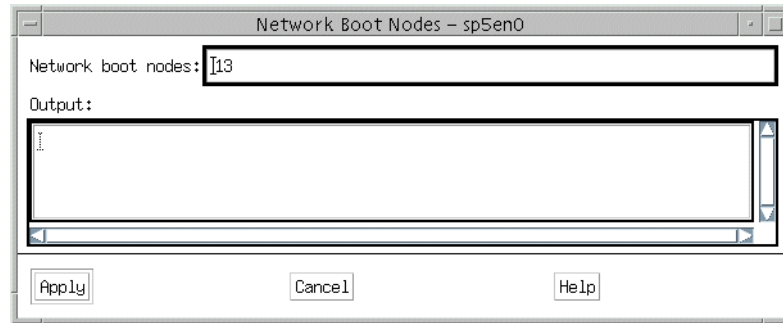 Network Boot Nodes - sp5en0
Network boot nodes: 13
Output:
Apply Cancel Help